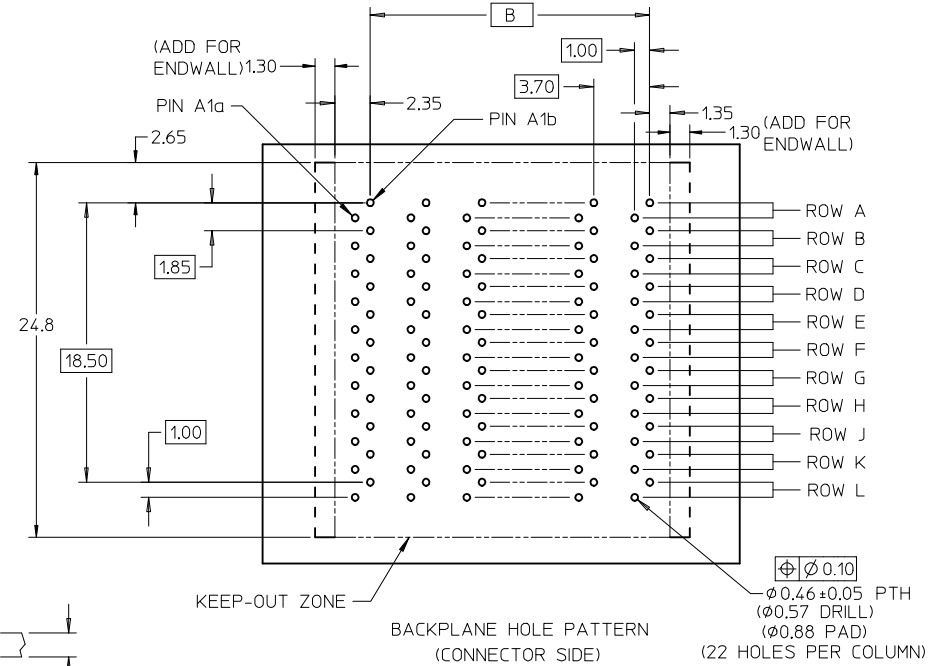 B
(ADD FOR
ENDWALL) 1.30
1.00
3.70
PIN A1a
2.35
PIN A1b
1.35
1.30 (ADD FOR
ENDWALL)
2.65
ROW A
ROW B
1.85
ROW C
ROW D
24.8
ROW E
18.50
ROW F
ROW G
ROW H
1.00
ROW J
ROW K
ROW L
⌖ Ø 0.10
KEEP-OUT ZONE
Ø0.46±0.05 PTH
(Ø0.57 DRILL)
(Ø0.88 PAD)
(22 HOLES PER COLUMN)
BACKPLANE HOLE PATTERN
(CONNECTOR SIDE)